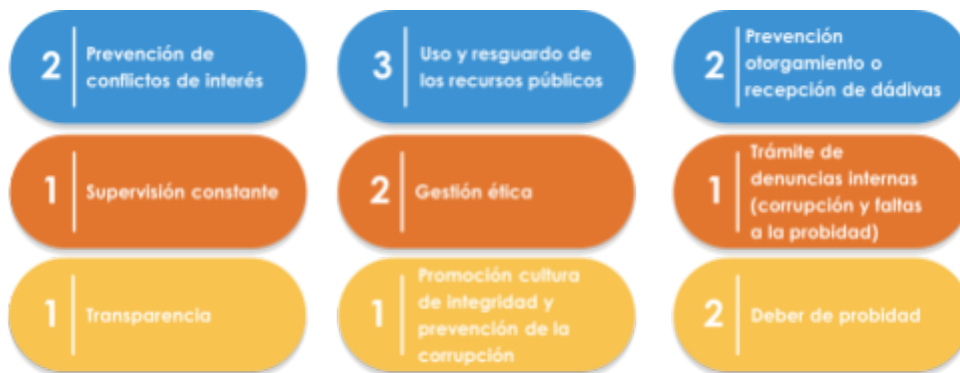 2
Prevención de
conflictos de interés
3
Uso y resguardo de
los recursos públicos
2
Prevención
otorgamiento o
recepción de dádivas
1
Supervisión constante
2
Gestión ética
1
Trámite de
denuncias internas
(corrupción y faltas
a la probidad)
1
Transparencia
1
Promoción cultura
de integridad y
prevención de la
corrupción
2
Deber de probidad